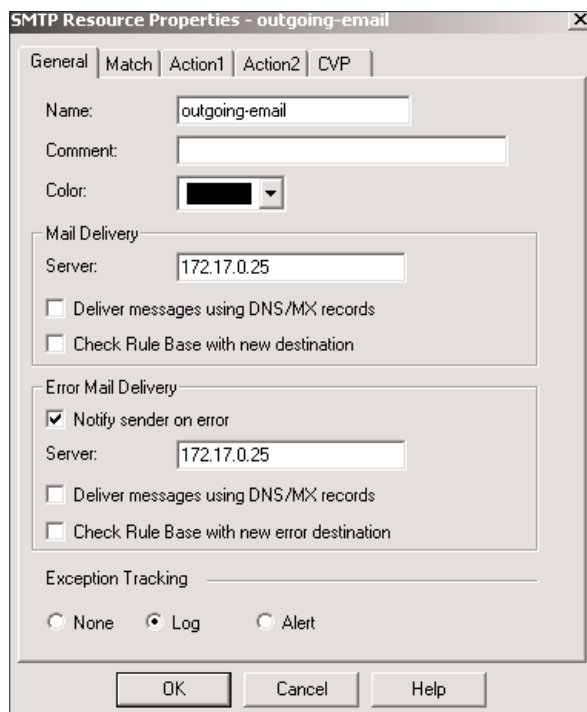 SMTP Resource Properties - outgoing-email
General Match Action1 Action2 CVP
Name: outgoing-email
Comment:
Color:
Mail Delivery
Server: 172.17.0.25
Deliver messages using DNS/MX records
Check Rule Base with new destination
Error Mail Delivery
Notify sender on error
Server: 172.17.0.25
Deliver messages using DNS/MX records
Check Rule Base with new error destination
Exception Tracking
None Log Alert
OK Cancel Help